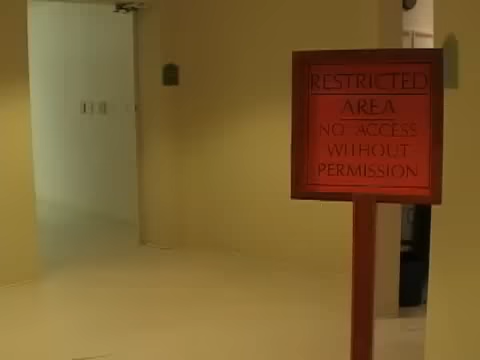 RESTRICTED
AREA
NO ACCESS
WITHOUT
PERMISSION